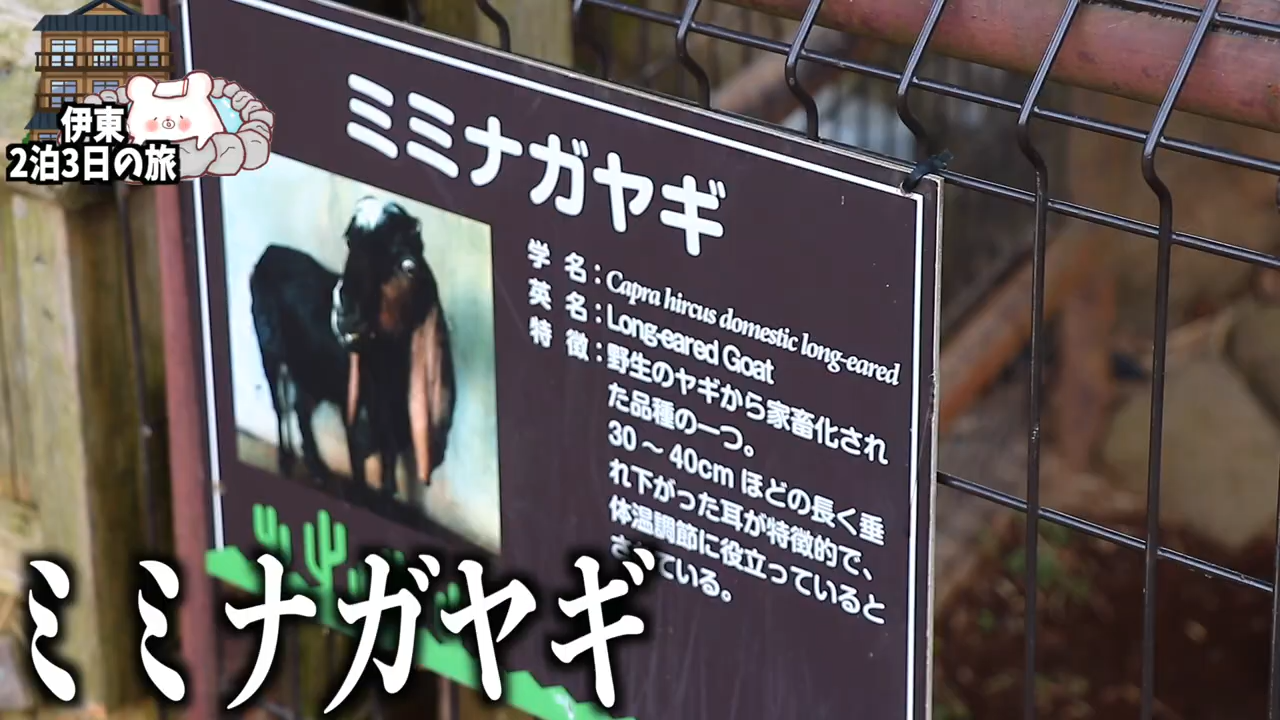 伊東
2泊3日の旅
ミミナガヤギ
学 名：Capra hircus domestic long-eared
英 名：Long-eared Goat
特 徴：野生のヤギから家畜化され
た品種の一つ。
30～40cm ほどの長く垂
れ下がった耳が特徴的で、
体温調節に役立っていると
されている。
ミミナガヤギ